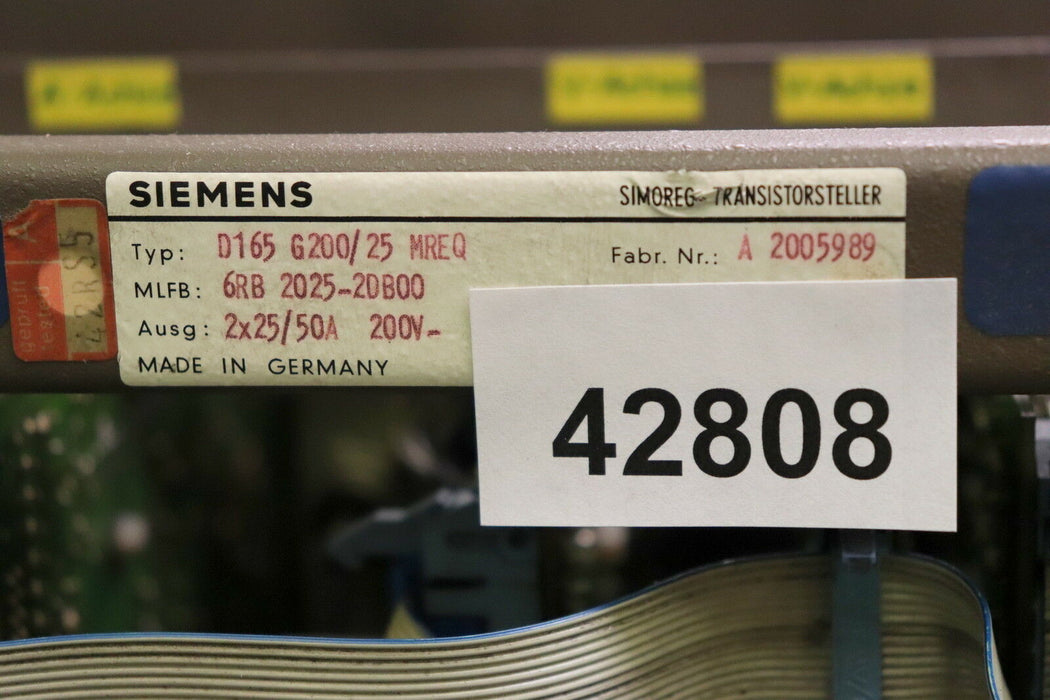 SIEMENS
SIMOREG-TRANSISTORSTELLER
Typ: D165 G200/25 MREQ
Fabr. Nr.: A 2005989
MLFB: 6RB 2025-2DB00
Ausg: 2x25/50A 200V-
MADE IN GERMANY
geprüft
42808